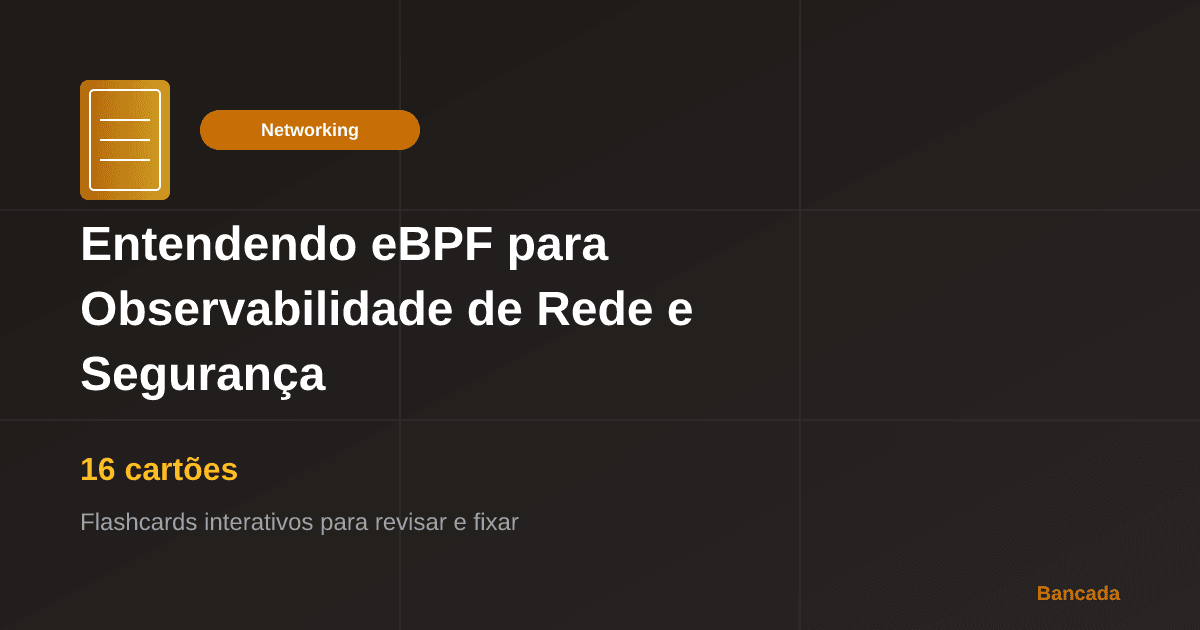 Networking
Entendendo eBPF para
Observabilidade de Rede e
Segurança
16 cartões
Flashcards interativos para revisar e fixar
Bancada